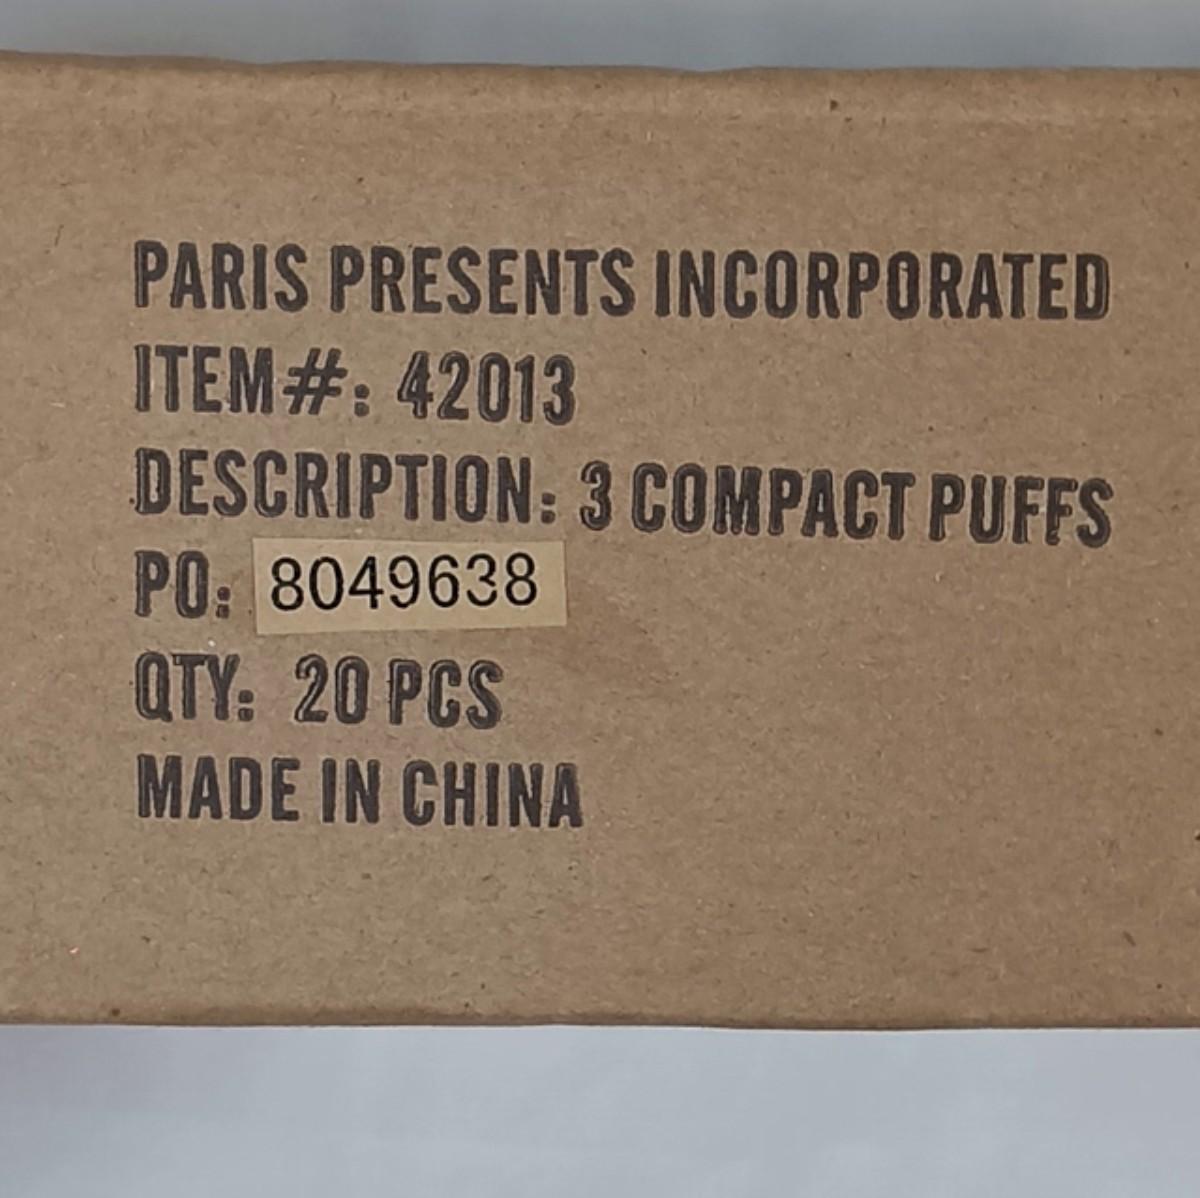 PARIS PRESENTS INCORPORATED
ITEM#: 42013
DESCRIPTION: 3 COMPACT PUFFS
PO: 8049638
QTY: 20 PCS
MADE IN CHINA